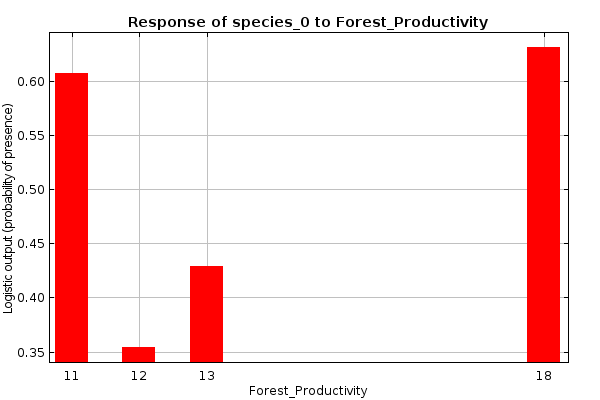 Response of species_0 to Forest_Productivity
Logistic output (probability of presence)
0.60
0.55
0.50
0.45
0.40
0.35
11 12 13 18
Forest_Productivity